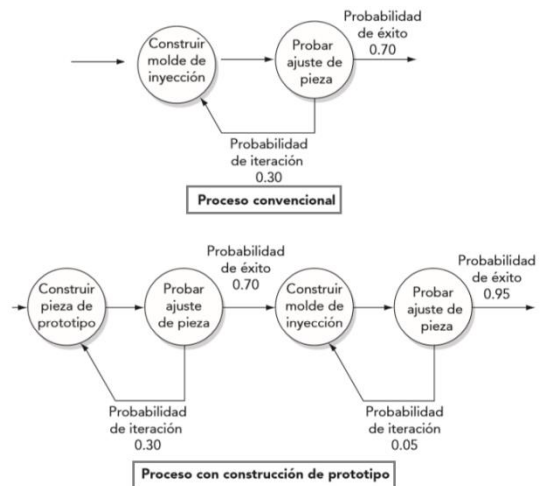 Probabilidad
de éxito
0.70
Construir
molde de
inyección
Probar
ajuste de
pieza
Probabilidad
de iteración
0.30
Proceso convencional
Probabilidad
de éxito
0.70
Probabilidad
de éxito
0.95
Construir
pieza de
prototipo
Probar
ajuste
de pieza
Construir
molde de
inyección
Probar
ajuste de
pieza
Probabilidad
de iteración
0.30
Probabilidad
de iteración
0.05
Proceso con construcción de prototipo